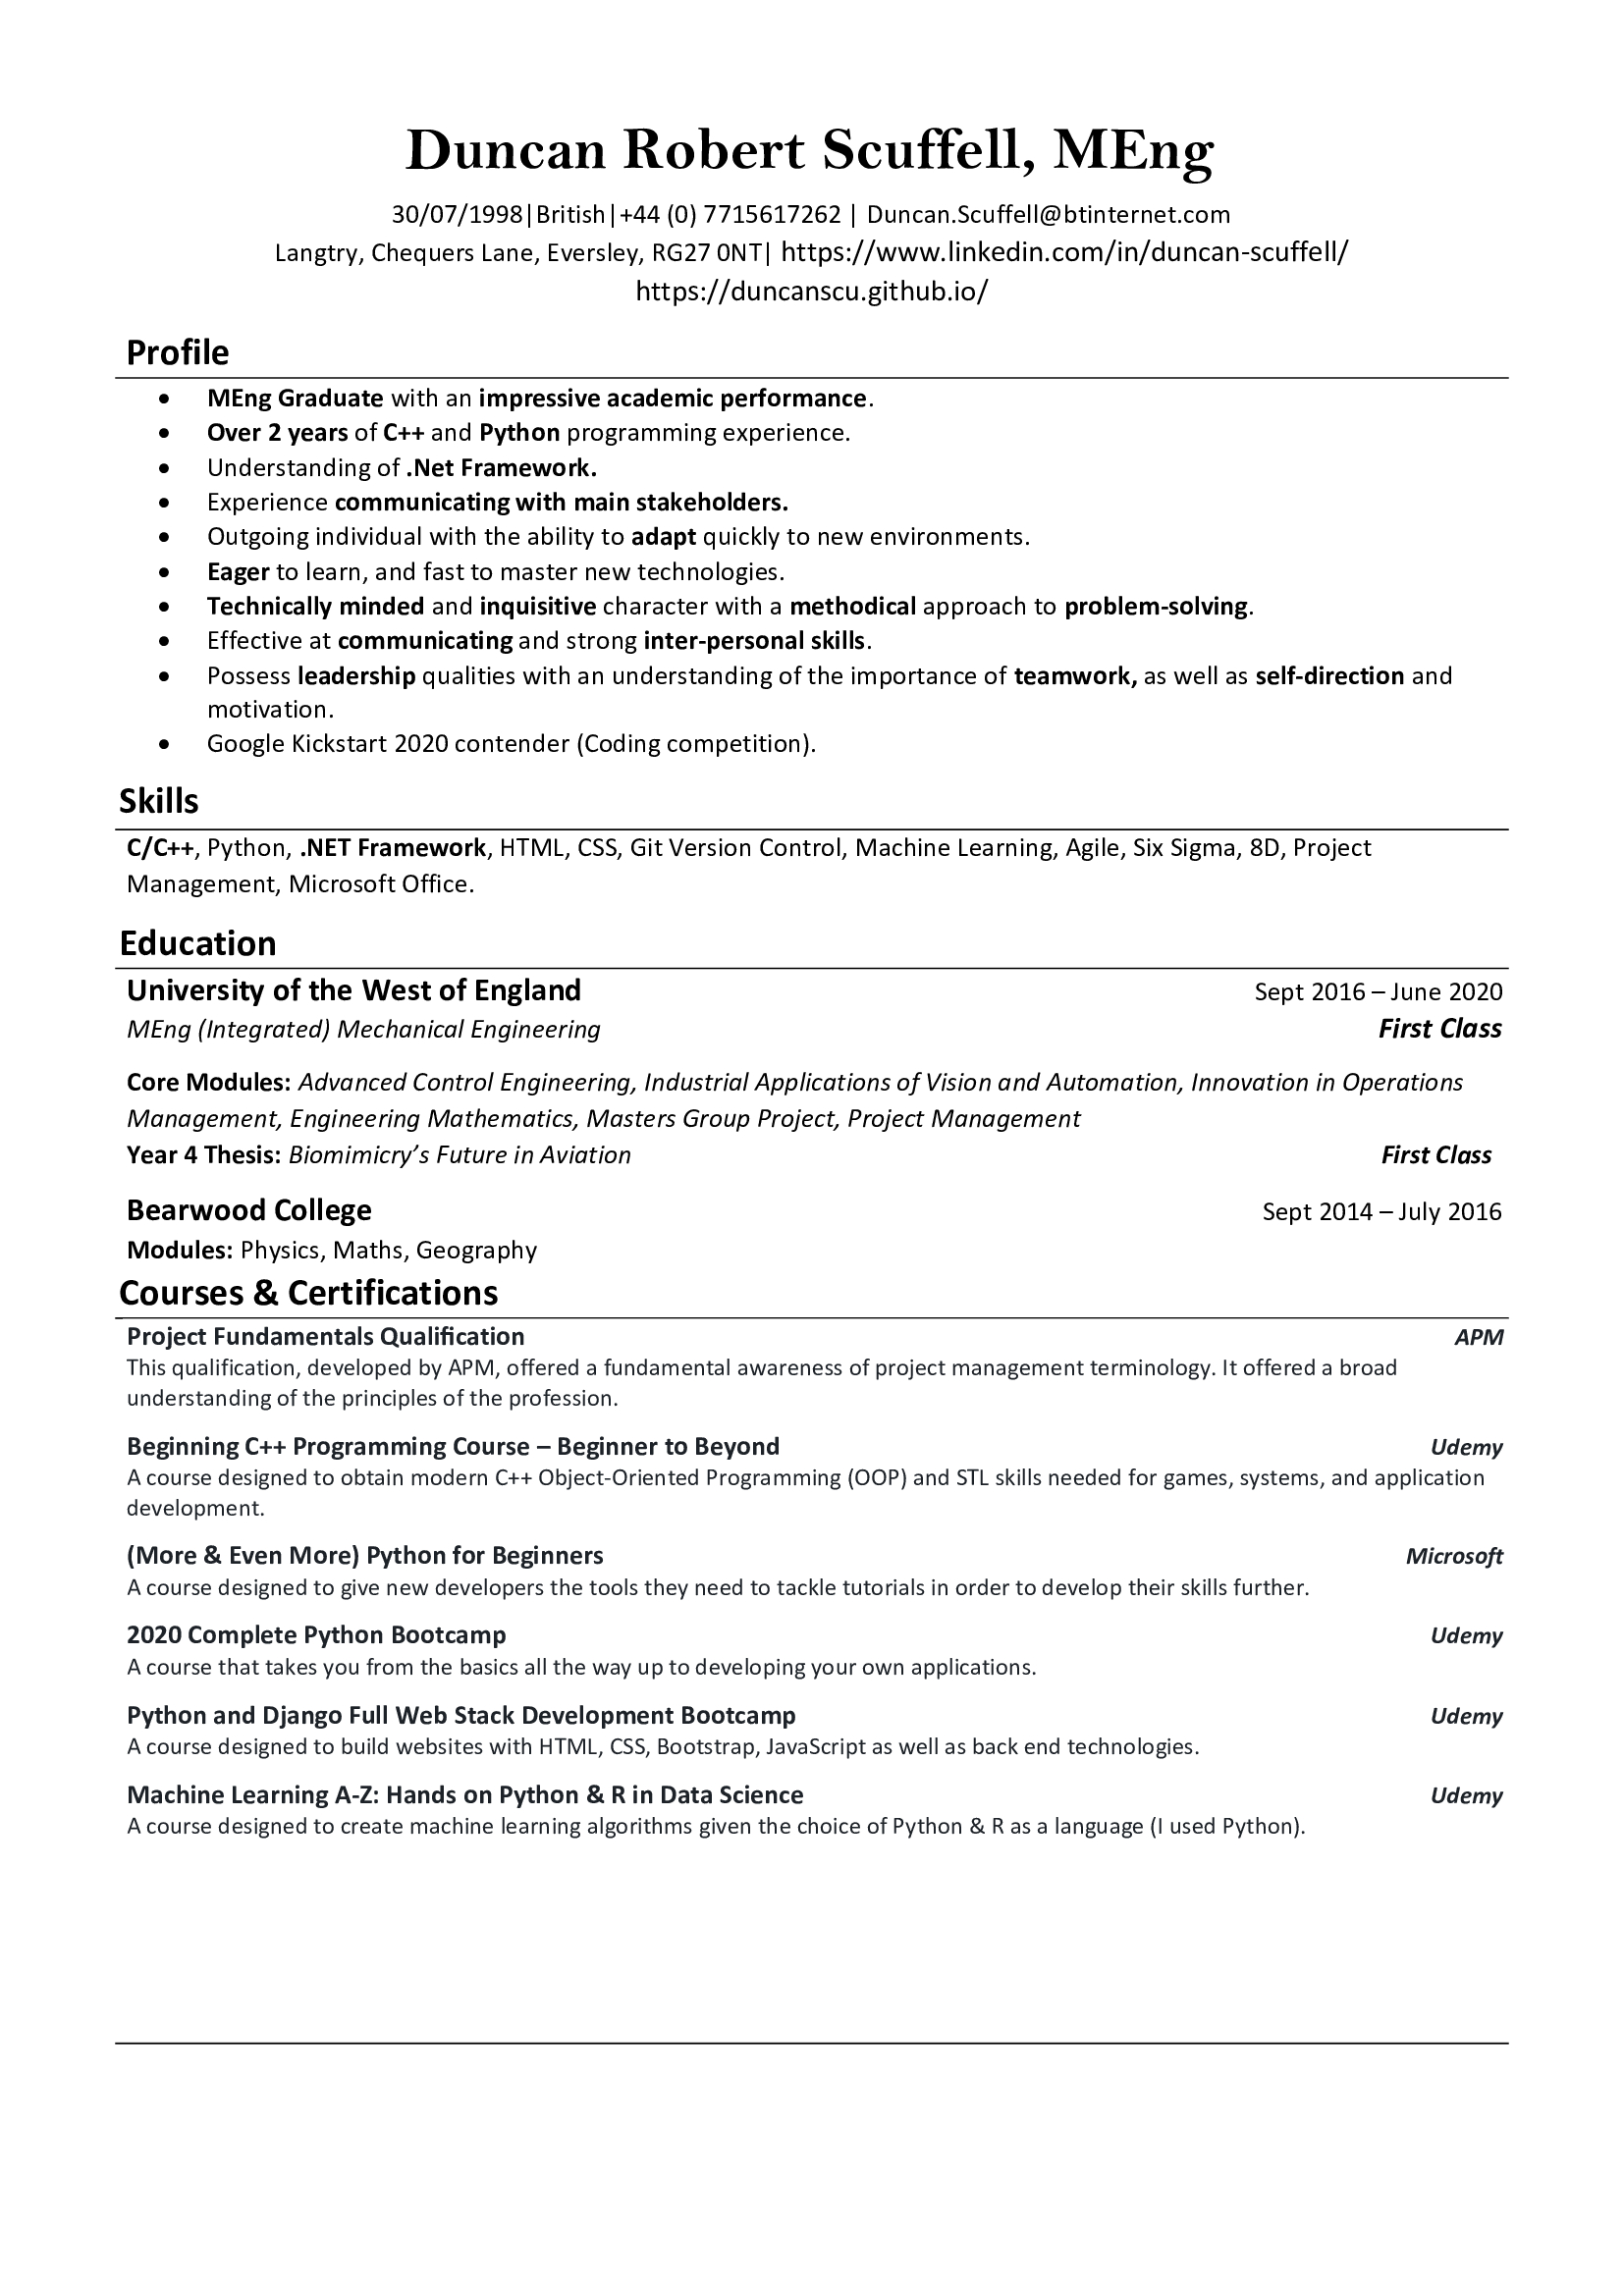 Duncan Robert Scuffell, MEng
30/07/1998|British|+44 (0) 7715617262 | Duncan.Scuffell@btinternet.com
Langtry, Chequers Lane, Eversley, RG27 0NT| https://www.linkedin.com/in/duncan-scuffell/
https://duncanscu.github.io/
Profile
• MEng Graduate with an impressive academic performance.
• Over 2 years of C++ and Python programming experience.
• Understanding of .Net Framework.
• Experience communicating with main stakeholders.
• Outgoing individual with the ability to adapt quickly to new environments.
• Eager to learn, and fast to master new technologies.
• Technically minded and inquisitive character with a methodical approach to problem-solving.
• Effective at communicating and strong inter-personal skills.
• Possess leadership qualities with an understanding of the importance of teamwork, as well as self-direction and
motivation.
• Google Kickstart 2020 contender (Coding competition).
Skills
C/C++, Python, .NET Framework, HTML, CSS, Git Version Control, Machine Learning, Agile, Six Sigma, 8D, Project
Management, Microsoft Office.
Education
University of the West of England Sept 2016 – June 2020
MEng (Integrated) Mechanical Engineering First Class
Core Modules: Advanced Control Engineering, Industrial Applications of Vision and Automation, Innovation in Operations
Management, Engineering Mathematics, Masters Group Project, Project Management
Year 4 Thesis: Biomimicry’s Future in Aviation First Class
Bearwood College Sept 2014 – July 2016
Modules: Physics, Maths, Geography
Courses & Certifications
Project Fundamentals Qualification APM
This qualification, developed by APM, offered a fundamental awareness of project management terminology. It offered a broad
understanding of the principles of the profession.
Beginning C++ Programming Course – Beginner to Beyond Udemy
A course designed to obtain modern C++ Object-Oriented Programming (OOP) and STL skills needed for games, systems, and application
development.
(More & Even More) Python for Beginners Microsoft
A course designed to give new developers the tools they need to tackle tutorials in order to develop their skills further.
2020 Complete Python Bootcamp Udemy
A course that takes you from the basics all the way up to developing your own applications.
Python and Django Full Web Stack Development Bootcamp Udemy
A course designed to build websites with HTML, CSS, Bootstrap, JavaScript as well as back end technologies.
Machine Learning A-Z: Hands on Python & R in Data Science Udemy
A course designed to create machine learning algorithms given the choice of Python & R as a language (I used Python).